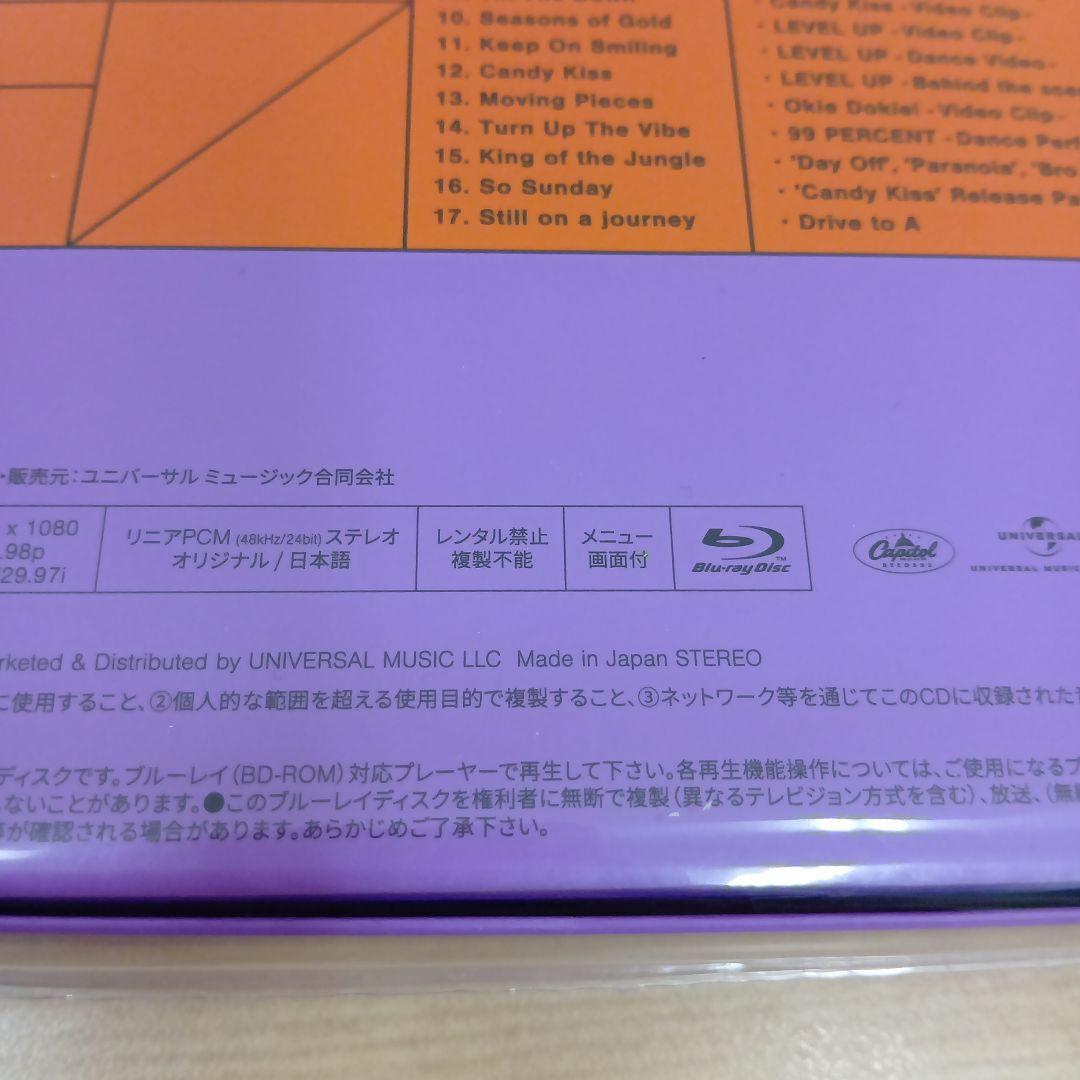 10. Seasons of Gold
11. Keep On Smiling
12. Candy Kiss
13. Moving Pieces
14. Turn Up The Vibe
15. King of the Jungle
16. So Sunday
17. Still on a journey
Candy Kiss -Video Clip-
・LEVEL UP -Video Clip-
・LEVEL UP -Dance Video-
・LEVEL UP -Behind the
・Okie Dokie! -Video Clip-
・99 PERCENT -Dance
・'Day Off', 'Paranoia',
・'Candy Kiss' Release
・Drive to A
販売元：ユニバーサル ミュージック合同会社
x 1080
.98p
/29.97i
リニアPCM (48kHz/24bit) ステレオ
オリジナル / 日本語
レンタル禁止
複製不能
メニュー
画面付
Blu-ray Disc™
Capitol
RECORDS
UNIVERSAL
UNIVERSAL MUSIC
& Distributed by UNIVERSAL MUSIC LLC Made in Japan STEREO
に使用すること、②個人的な範囲を超える使用目的で複製すること、③ネットワーク等を通じてこのCDに収録された
ディスクです。ブルーレイ(BD-ROM)対応プレーヤーで再生して下さい。各再生機能操作については、ご使用になる
しないことがあります。●このブルーレイディスクを権利者に無断で複製(異なるテレビジョン方式を含む)、放送、
が確認される場合があります。あらかじめご了承下さい。